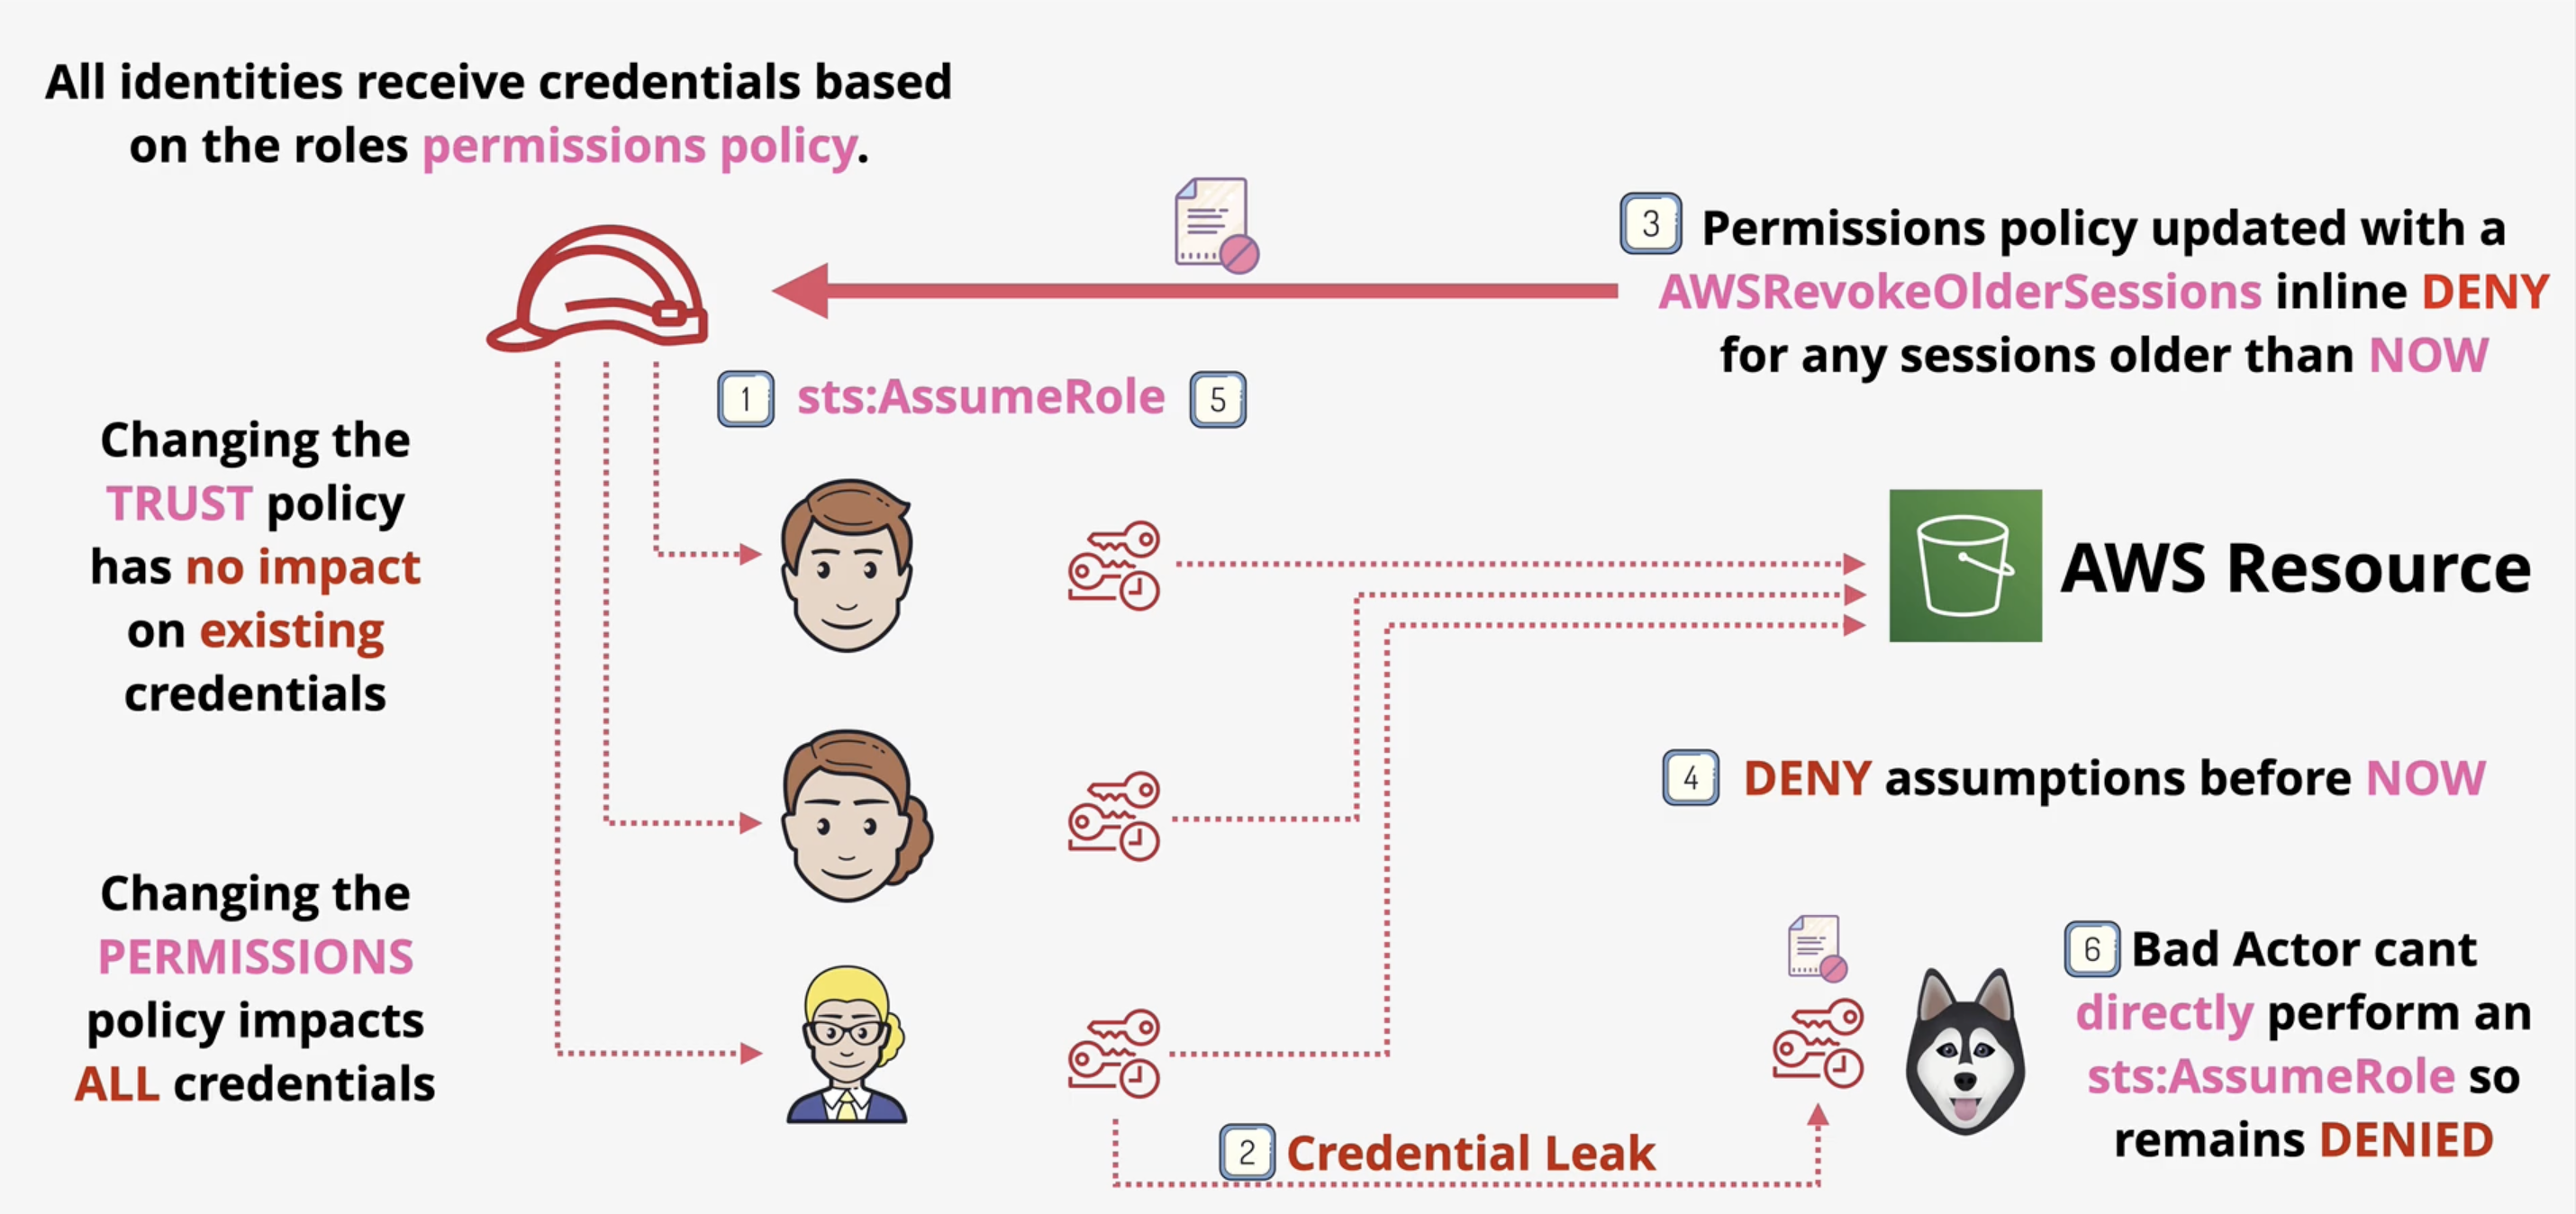 All identities receive credentials based
on the roles permissions policy.
3 Permissions policy updated with a
AWSRevokeOlderSessions inline DENY
for any sessions older than NOW
1 sts:AssumeRole 5
Changing the
TRUST policy
has no impact
on existing
credentials
AWS Resource
4 DENY assumptions before NOW
Changing the
PERMISSIONS
policy impacts
ALL credentials
6 Bad Actor cant
directly perform an
sts:AssumeRole so
remains DENIED
2 Credential Leak